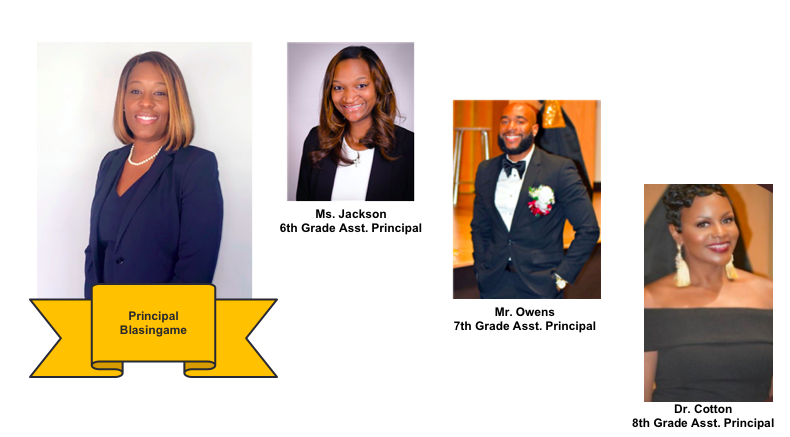 Principal
Blasingame
Ms. Jackson
6th Grade Asst. Principal
Mr. Owens
7th Grade Asst. Principal
Dr. Cotton
8th Grade Asst. Principal